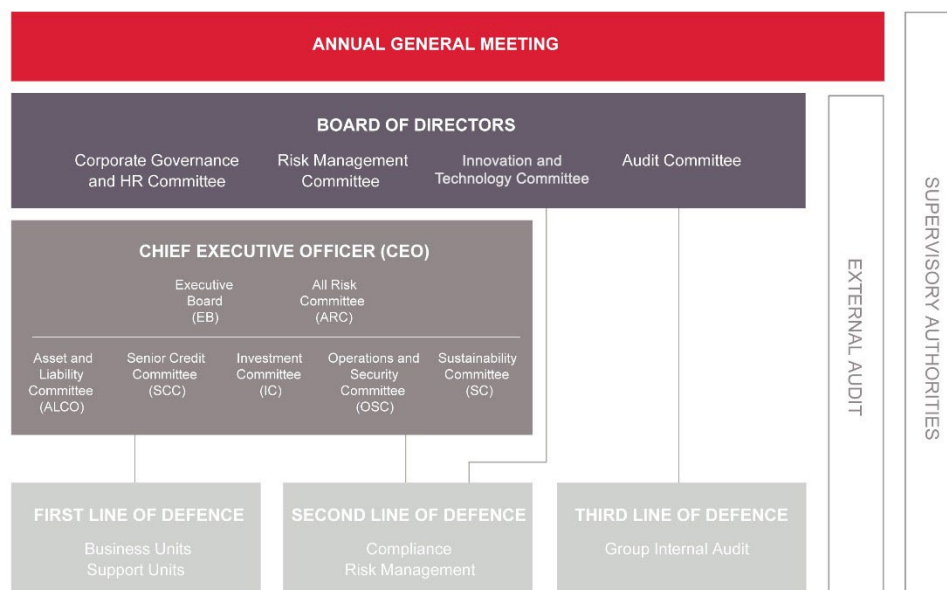 ANNUAL GENERAL MEETING
BOARD OF DIRECTORS
Corporate Governance
and HR Committee
Risk Management
Committee
Innovation and
Technology Committee
Audit Committee
CHIEF EXECUTIVE OFFICER (CEO)
Executive
Board
(EB)
All Risk
Committee
(ARC)
Asset and
Liability
Committee
(ALCO)
Senior Credit
Committee
(SCC)
Investment
Committee
(IC)
Operations and
Security
Committee
(OSC)
Sustainability
Committee
(SC)
FIRST LINE OF DEFENCE
Business Units
Support Units
SECOND LINE OF DEFENCE
Compliance
Risk Management
THIRD LINE OF DEFENCE
Group Internal Audit
EXTERNAL AUDIT
SUPERVISORY AUTHORITIES